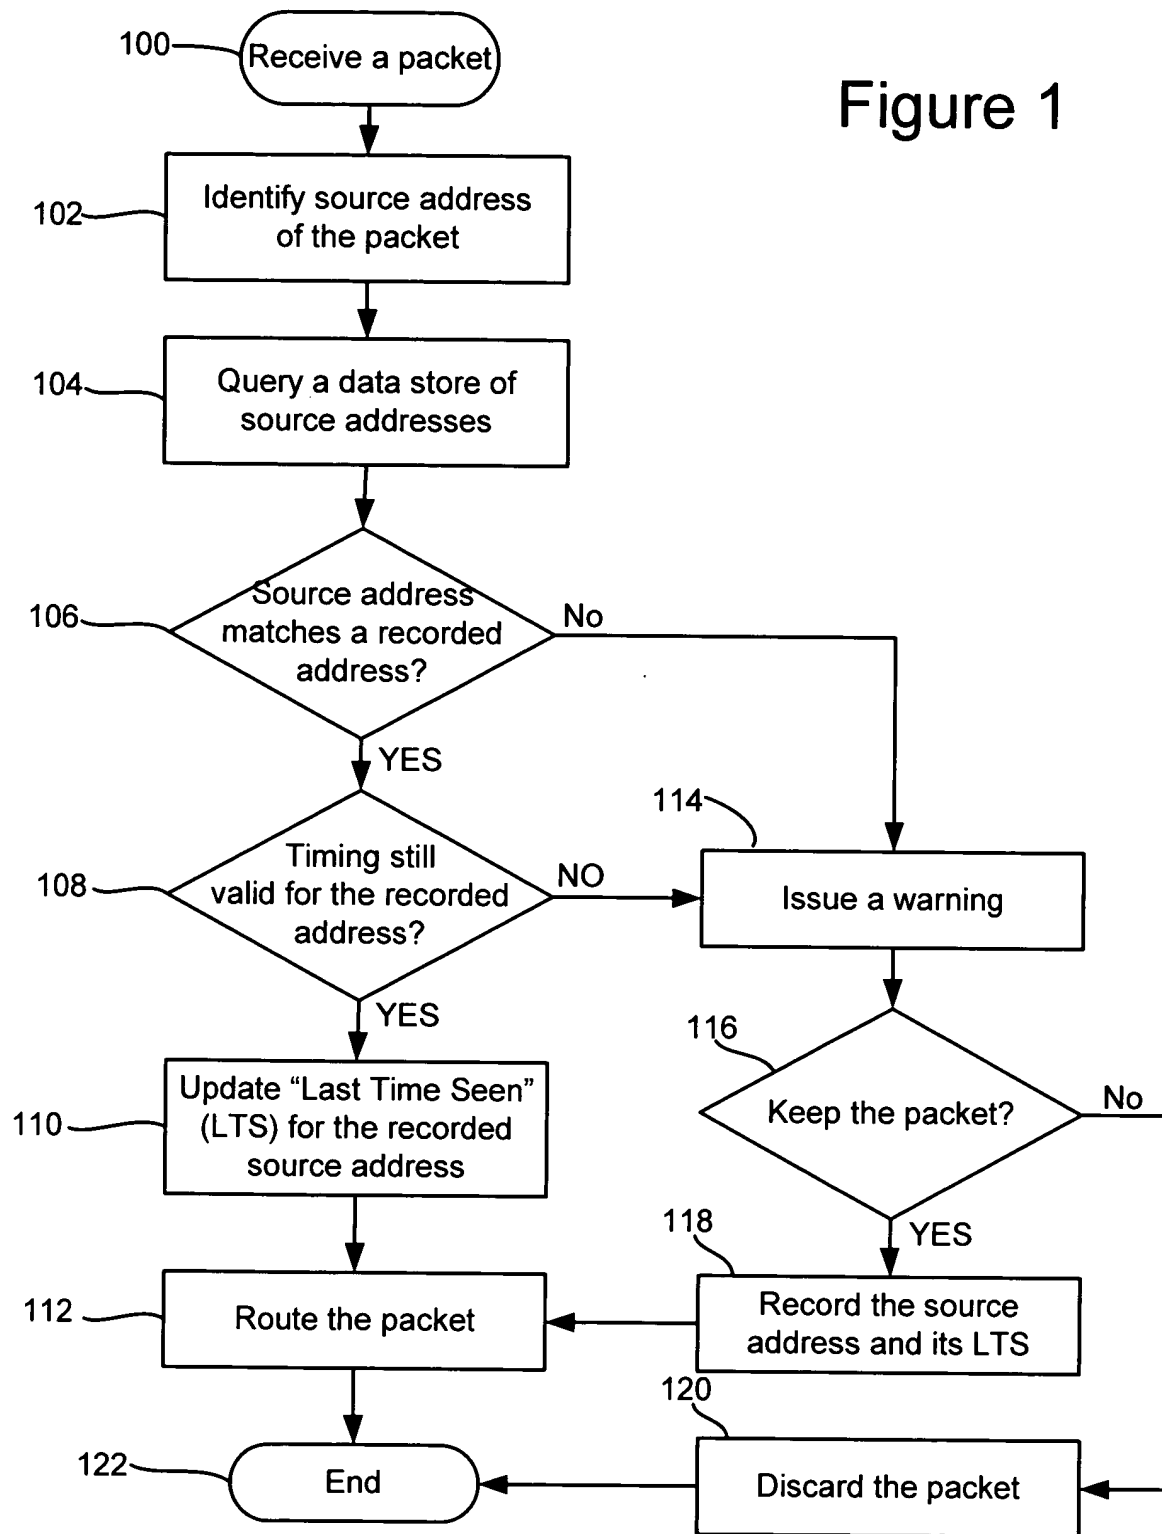 Figure 1
100
Receive a packet
102
Identify source address
of the packet
104
Query a data store of
source addresses
106
Source address
matches a recorded
address?
No
YES
108
Timing still
valid for the recorded
address?
NO
YES
114
Issue a warning
116
Keep the packet?
No
YES
110
Update “Last Time Seen”
(LTS) for the recorded
source address
118
Record the source
address and its LTS
112
Route the packet
120
Discard the packet
122
End